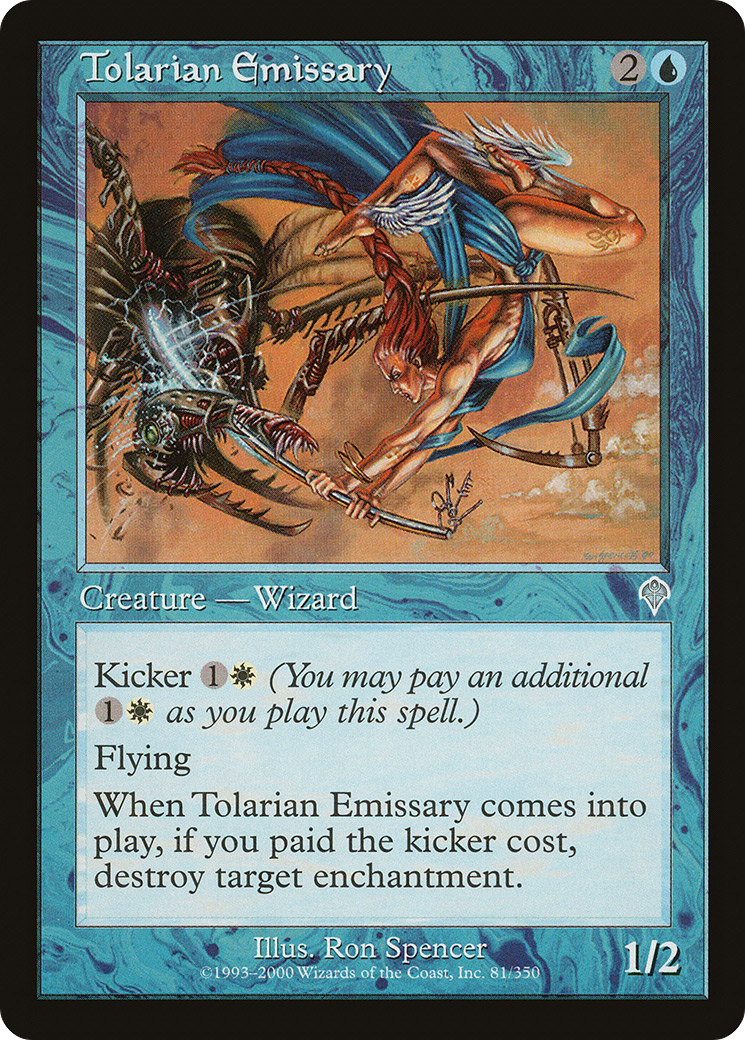 Tolarian Emissary 2
Creature — Wizard
Kicker 1 (You may pay an additional
1 as you play this spell.)
Flying
When Tolarian Emissary comes into
play, if you paid the kicker cost,
destroy target enchantment.
Illus. Ron Spencer
©1993–2000 Wizards of the Coast, Inc. 81/350
1/2